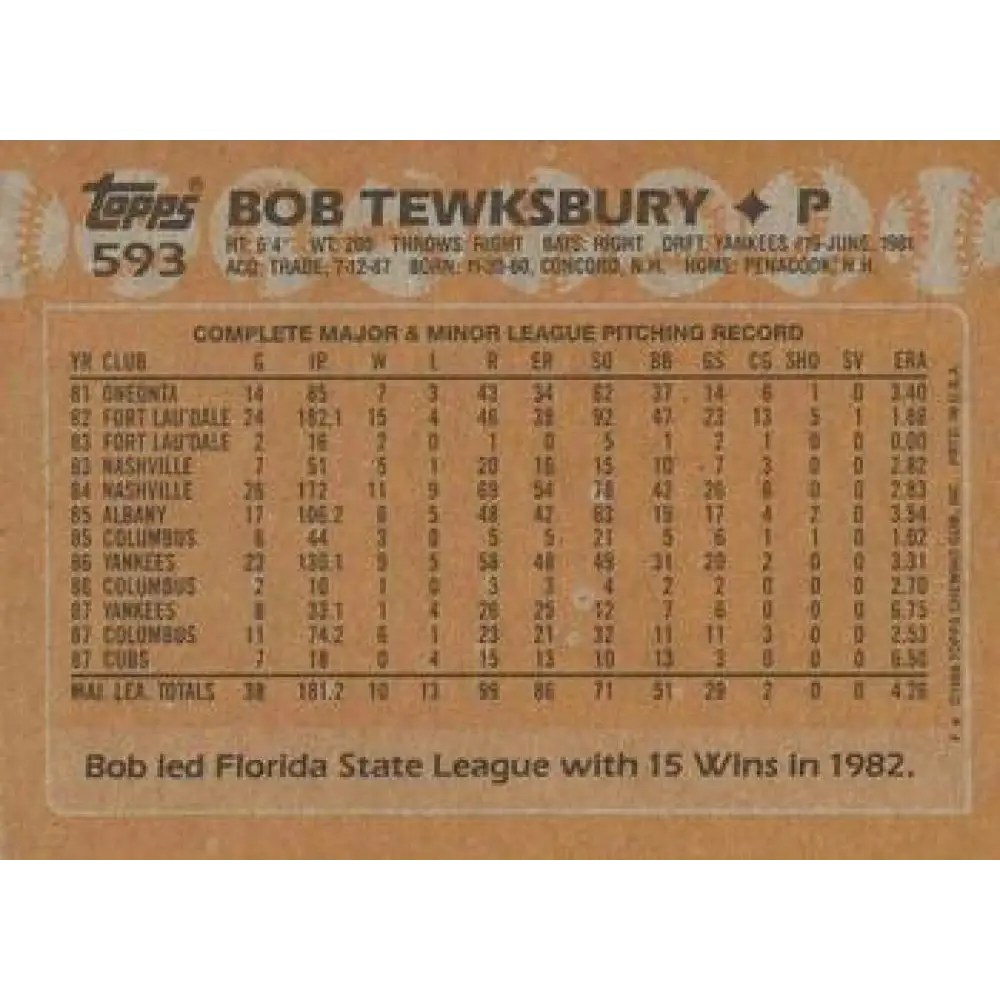 Topps®
593
BOB TEWKSBURY ✦ P
HT: 6'4" WT: 200 THROWS: RIGHT BATS: RIGHT DRAFT: YANKEES #19-JUNE, 1981
ACQ: TRADE, 7-12-87 BORN: 11-30-60, CONCORD, N.H. HOME: PENACOOK, N.H.
COMPLETE MAJOR & MINOR LEAGUE PITCHING RECORD
YR CLUB G IP W L R ER SO BB GS CG SHO SV ERA
81 ONEONTA 14 85 7 3 43 34 62 37 14 6 1 0 3.40
82 FORT LAU'DALE 24 182.1 15 4 46 38 92 47 23 13 5 1 1.88
83 FORT LAU'DALE 2 16 2 0 1 0 5 1 2 1 0 0 0.00
83 NASHVILLE 7 51 5 1 20 16 15 10 7 3 0 0 2.82
84 NASHVILLE 26 172 11 9 69 54 78 42 26 6 0 0 2.83
85 ALBANY 17 106.2 6 5 48 42 63 19 17 4 2 0 3.54
85 COLUMBUS 6 44 3 0 5 5 21 5 6 1 1 0 1.02
86 YANKEES 23 130.1 9 5 58 48 49 31 20 2 0 0 3.31
86 COLUMBUS 2 10 1 0 3 3 4 2 2 0 0 0 2.70
87 YANKEES 8 33.1 1 4 26 25 12 7 6 0 0 0 6.75
87 COLUMBUS 11 74.2 6 1 23 21 32 11 11 3 0 0 2.53
87 CUBS 7 18 0 4 15 13 10 13 3 0 0 0 6.50
MAJ. LEA. TOTALS 38 181.2 10 13 99 86 71 51 29 2 0 0 4.26
Bob led Florida State League with 15 Wins in 1982.
©1988 TOPPS CHEWING GUM, INC. PRTD. IN U.S.A.